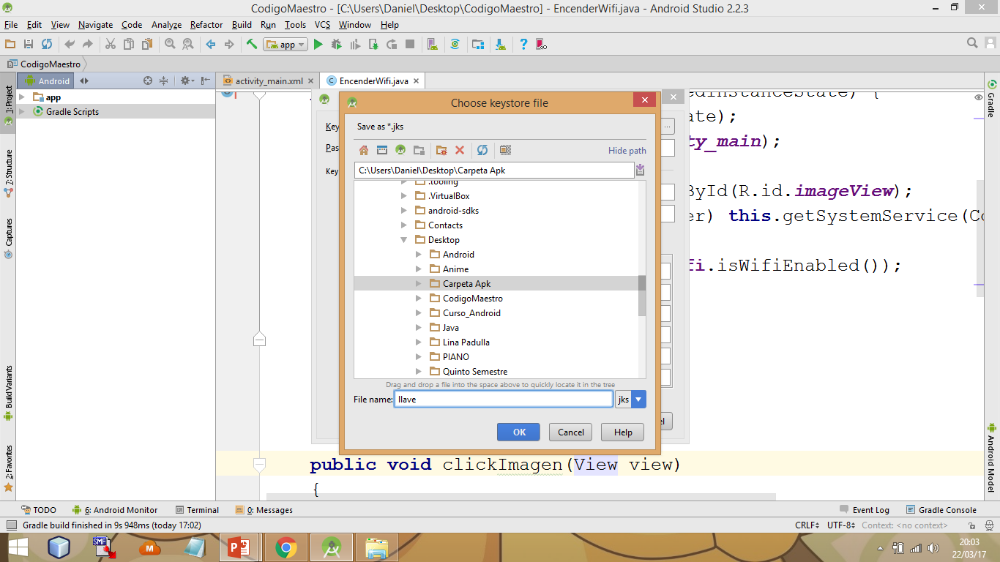 CodigoMaestro - [C:\Users\Daniel\Desktop\CodigoMaestro] - EncenderWifi.java - Android Studio 2.2.3
File Edit View Navigate Code Analyze Refactor Build Run Tools VCS Window Help
app
CodigoMaestro
Android
activity_main.xml
EncenderWifi.java
1: Project
7: Structure
Captures
Build Variants
2: Favorites
app
Gradle Scripts
Key
Pas
Key
Choose keystore file
Save as *.jks
Hide path
C:\Users\Daniel\Desktop\Carpeta Apk
.tooling
.VirtualBox
android-sdks
Contacts
Desktop
Android
Anime
Carpeta Apk
CodigoMaestro
Curso_Android
Java
Lina Padulla
PIANO
Quinto Semestre
Drag and drop a file into the space above to quickly locate it in the tree
File name: llave
jks
OK Cancel Help
...
el
edInstanceState) {
ate);
ty_main);
ById(R.id.imageView);
er) this.getSystemService(Co
fi.isWifiEnabled());
public void clickImagen(View view)
{
Gradle
Android Model
TODO 6: Android Monitor Terminal 0: Messages Event Log Gradle Console
Gradle build finished in 9s 948ms (today 17:02) CRLF UTF-8 Context: <no context>
SMF
M
P
20:03
22/03/17